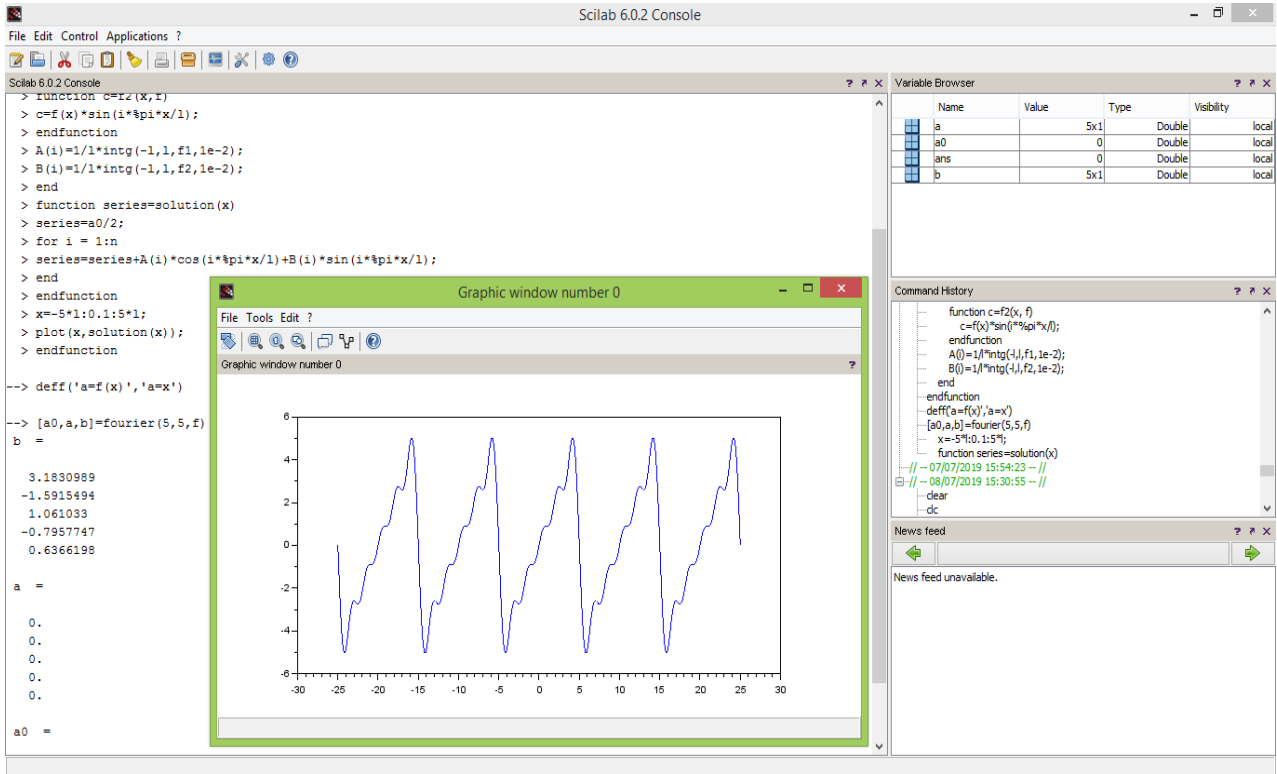 Scilab 6.0.2 Console
File Edit Control Applications ?
Scilab 6.0.2 Console
> function c=f2(x,f)
> c=f(x)*sin(i*%pi*x/l);
> endfunction
> A(i)=1/l*intg(-l,l,f1,1e-2);
> B(i)=1/l*intg(-l,l,f2,1e-2);
> end
> function series=solution(x)
> series=a0/2;
> for i = 1:n
> series=series+A(i)*cos(i*%pi*x/l)+B(i)*sin(i*%pi*x/l);
> end
> endfunction
> x=-5*l:0.1:5*l;
> plot(x,solution(x));
> endfunction
--> deff('a=f(x)','a=x')
--> [a0,a,b]=fourier(5,5,f)
b =
3.1830989
-1.5915494
1.061033
-0.7957747
0.6366198
a =
0.
0.
0.
0.
0.
a0 =
Graphic window number 0
File Tools Edit ?
Graphic window number 0 ?
6
4
2
0
-2
-4
-6
-30 -25 -20 -15 -10 -5 0 5 10 15 20 25 30
Variable Browser
Name Value Type Visibility
a 5x1 Double local
a0 0 Double local
ans 0 Double local
b 5x1 Double local
Command History
function c=f2(x, f)
c=f(x)*sin(i*%pi*x/l);
endfunction
A(i)=1/l*intg(-l,l,f1,1e-2);
B(i)=1/l*intg(-l,l,f2,1e-2);
end
endfunction
deff('a=f(x)','a=x')
[a0,a,b]=fourier(5,5,f)
x=-5*l:0.1:5*l;
function series=solution(x)
// -- 07/07/2019 15:54:23 -- //
// -- 08/07/2019 15:30:55 -- //
clear
clc
News feed
News feed unavailable.